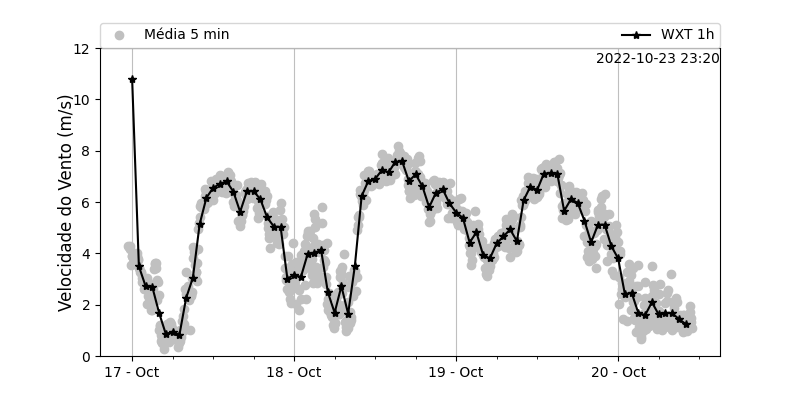 Média 5 min
WXT 1h
2022-10-23 23:20
Velocidade do Vento (m/s)
12
10
8
6
4
2
0
17 - Oct
18 - Oct
19 - Oct
20 - Oct